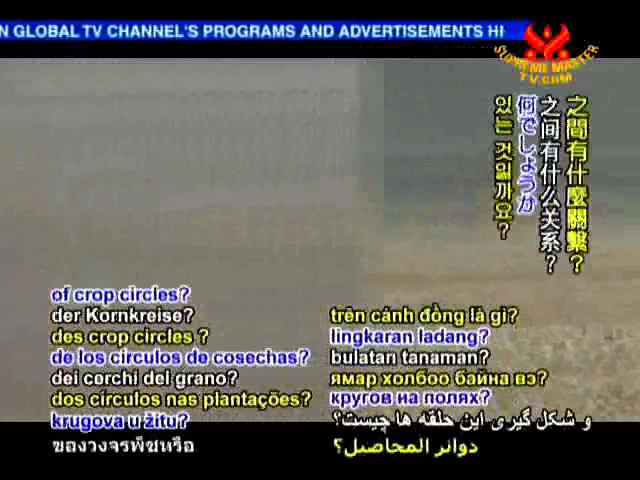 N GLOBAL TV CHANNEL'S PROGRAMS AND ADVERTISEMENTS HI
SUPREME MASTER
TV.COM
之間有什麼關繫？
之间有什么关系？
何でしょうか
있는 것일까요?
of crop circles?
der Kornkreise?
des crop circles ?
de los círculos de cosechas?
dei cerchi del grano?
dos círculos nas plantações?
krugova u žitu?
ของวงจรพืชหรือ
trên cánh đồng là gì?
lingkaran ladang?
bulatan tanaman?
ямар холбоо байна вэ?
кругов на полях?
و شکل گیری این حلقه ها چیست؟
دوائر المحاصيل؟